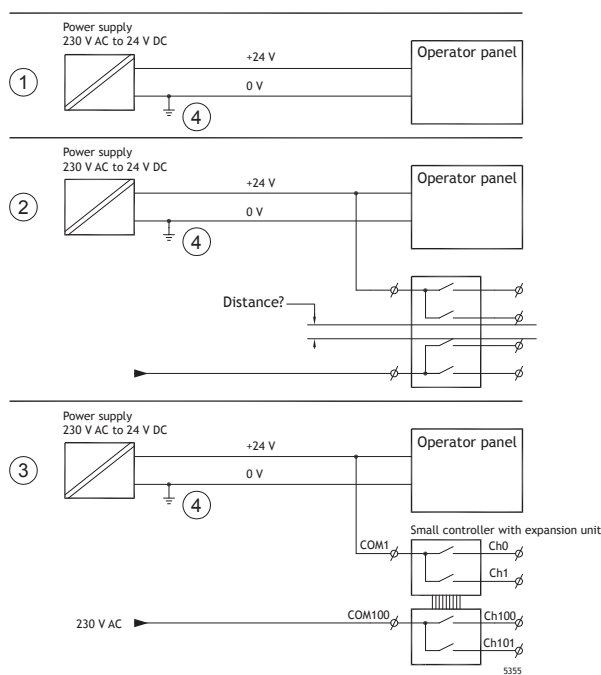 Power supply
230 V AC to 24 V DC
+24 V
Operator panel
1
0 V
4
Power supply
230 V AC to 24 V DC
+24 V
Operator panel
2
0 V
4
Distance?
Power supply
230 V AC to 24 V DC
+24 V
Operator panel
3
0 V
4
Small controller with expansion unit
COM1
Ch0
Ch1
230 V AC
COM100
Ch100
Ch101
5355